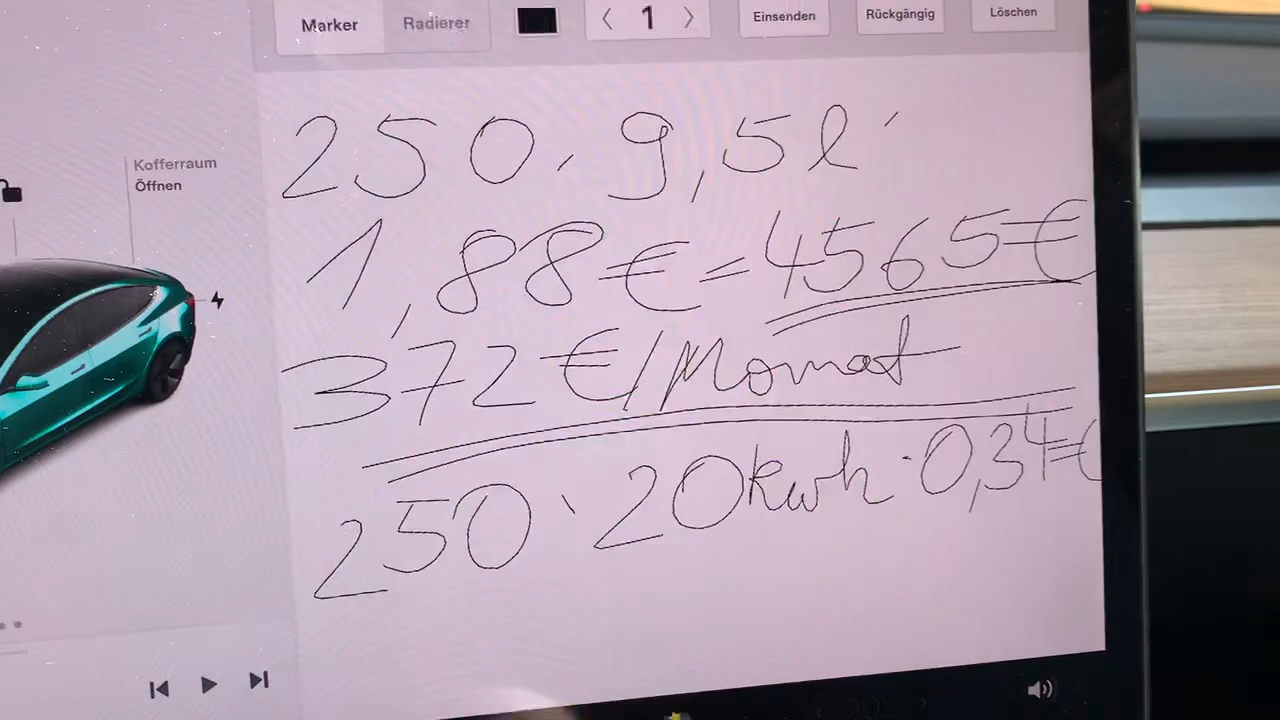 Marker Radierer 1 Einsenden Rückgängig Löschen
Kofferraum
Öffnen
250 · 9,5l ·
1,88€ = 4565€
372€/Monat
250 · 20kwh · 0,34€